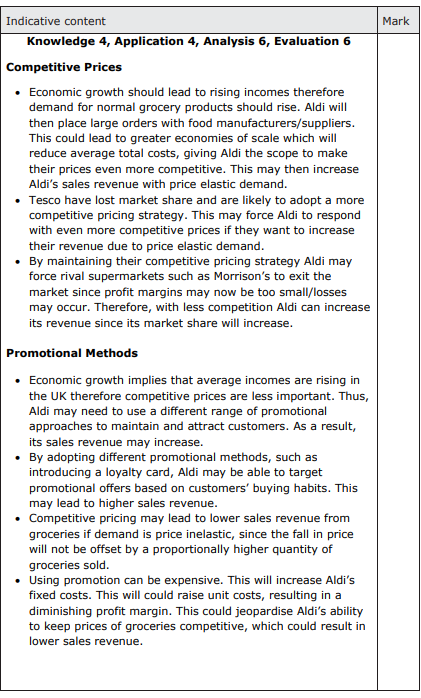 Indicative content Mark
Knowledge 4, Application 4, Analysis 6, Evaluation 6
Competitive Prices
• Economic growth should lead to rising incomes therefore
demand for normal grocery products should rise. Aldi will
then place large orders with food manufacturers/suppliers.
This could lead to greater economies of scale which will
reduce average total costs, giving Aldi the scope to make
their prices even more competitive. This may then increase
Aldi's sales revenue with price elastic demand.
• Tesco have lost market share and are likely to adopt a more
competitive pricing strategy. This may force Aldi to respond
with even more competitive prices if they want to increase
their revenue due to price elastic demand.
• By maintaining their competitive pricing strategy Aldi may
force rival supermarkets such as Morrison's to exit the
market since profit margins may now be too small/losses
may occur. Therefore, with less competition Aldi can increase
its revenue since its market share will increase.
Promotional Methods
• Economic growth implies that average incomes are rising in
the UK therefore competitive prices are less important. Thus,
Aldi may need to use a different range of promotional
approaches to maintain and attract customers. As a result,
its sales revenue may increase.
• By adopting different promotional methods, such as
introducing a loyalty card, Aldi may be able to target
promotional offers based on customers' buying habits. This
may lead to higher sales revenue.
• Competitive pricing may lead to lower sales revenue from
groceries if demand is price inelastic, since the fall in price
will not be offset by a proportionally higher quantity of
groceries sold.
• Using promotion can be expensive. This will increase Aldi's
fixed costs. This will could raise unit costs, resulting in a
diminishing profit margin. This could jeopardise Aldi's ability
to keep prices of groceries competitive, which could result in
lower sales revenue.